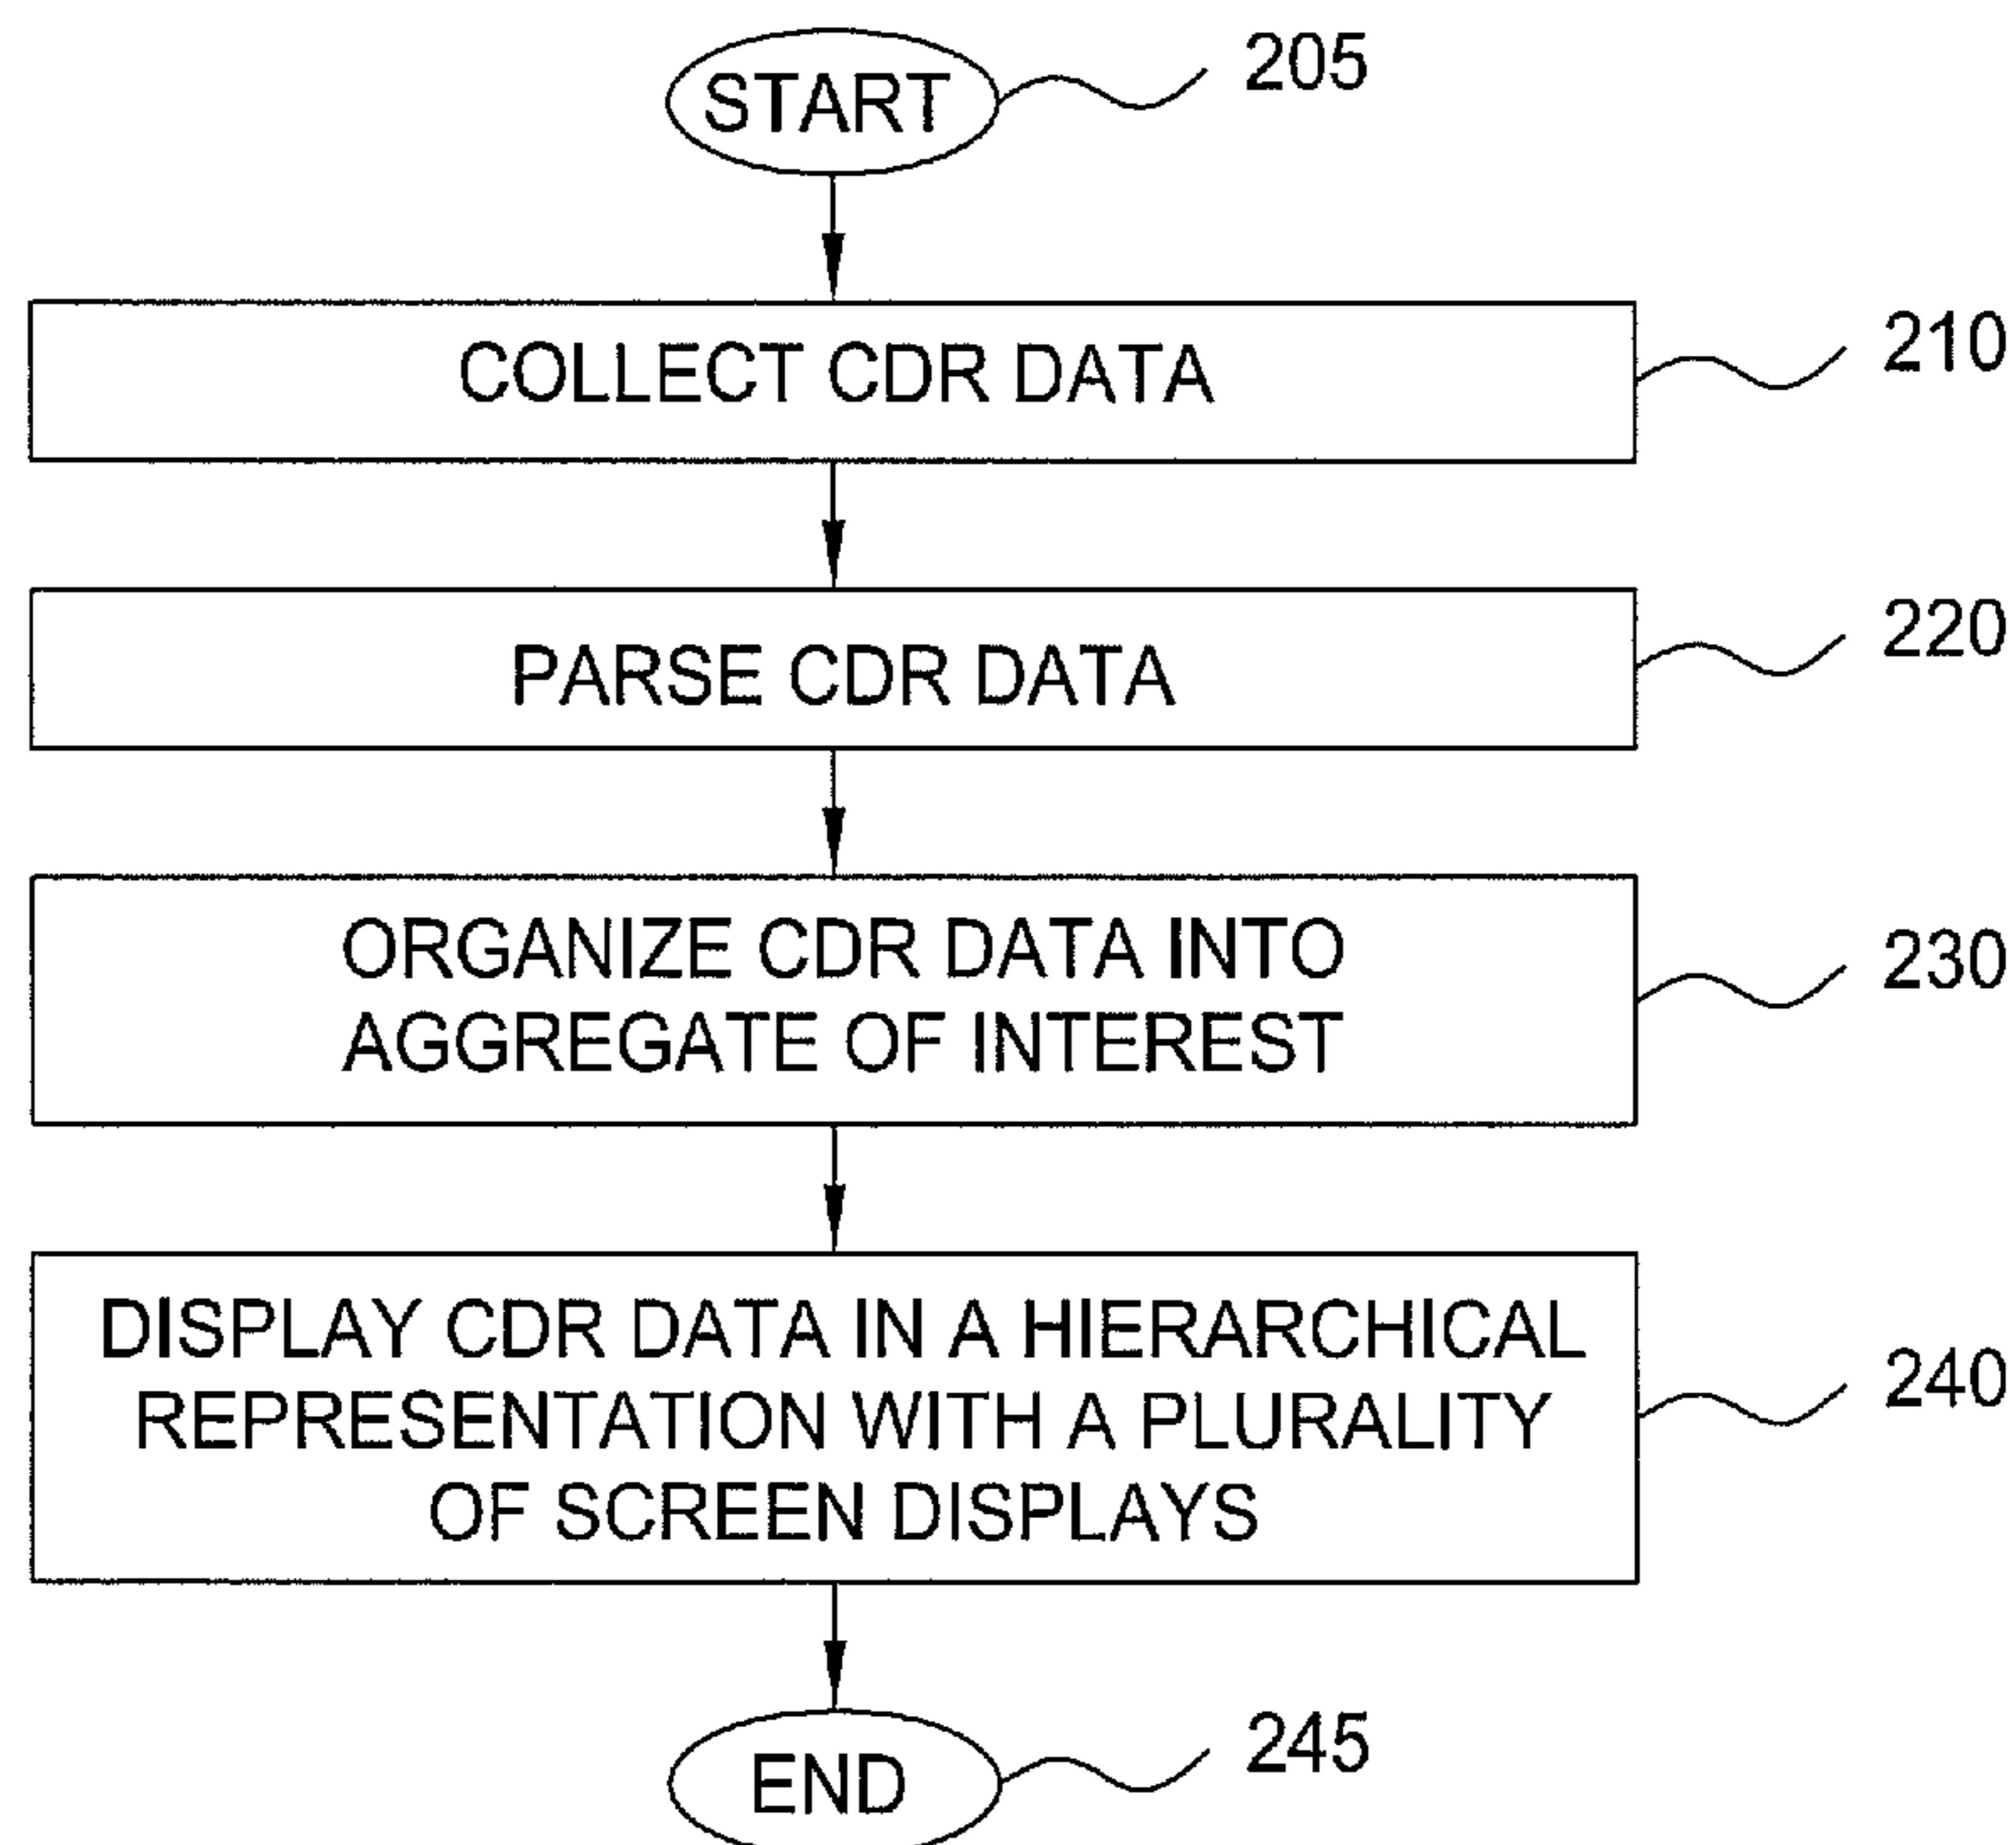 START
205
COLLECT CDR DATA
210
PARSE CDR DATA
220
ORGANIZE CDR DATA INTO
AGGREGATE OF INTEREST
230
DISPLAY CDR DATA IN A HIERARCHICAL
REPRESENTATION WITH A PLURALITY
OF SCREEN DISPLAYS
240
END
245